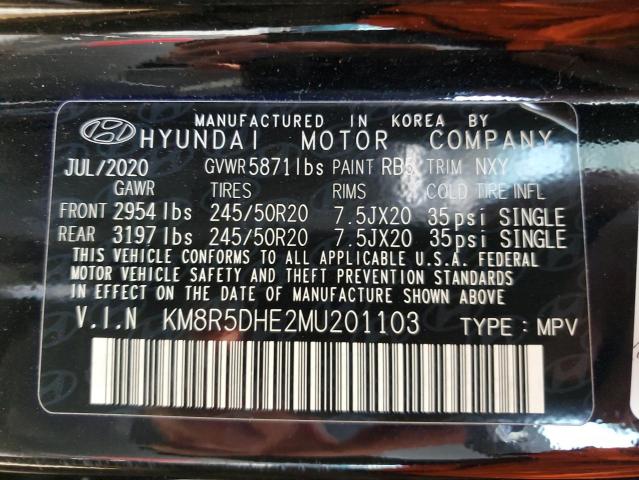 MANUFACTURED IN KOREA BY
HYUNDAI MOTOR COMPANY
JUL/2020 GVWR 5871lbs PAINT RB5 TRIM NXY
GAWR TIRES RIMS COLD TIRE INFL
FRONT 2954 lbs 245/50R20 7.5JX20 35psi SINGLE
REAR 3197 lbs 245/50R20 7.5JX20 35psi SINGLE
THIS VEHICLE CONFORMS TO ALL APPLICABLE U.S.A. FEDERAL
MOTOR VEHICLE SAFETY AND THEFT PREVENTION STANDARDS
IN EFFECT ON THE DATE OF MANUFACTURE SHOWN ABOVE
V.I.N KM8R5DHE2MU201103 TYPE : MPV